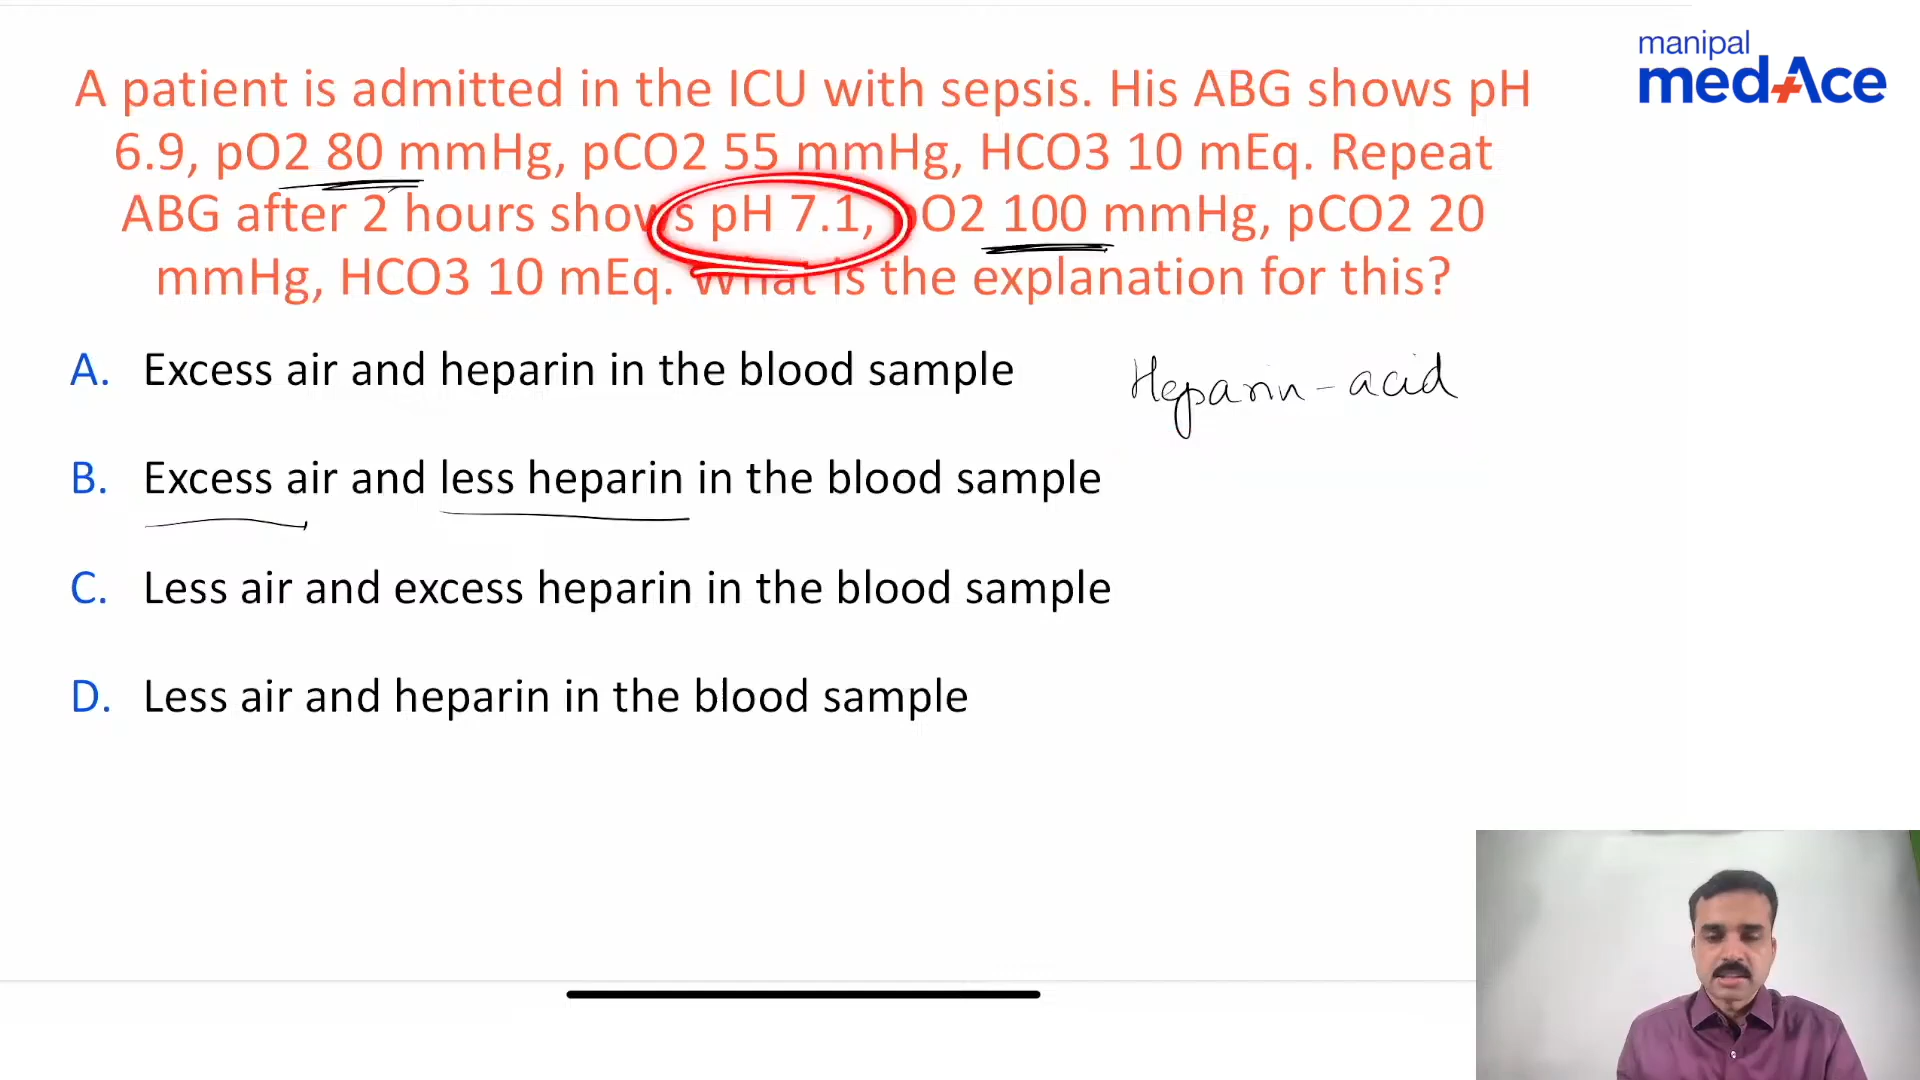 manipal
medAce
A patient is admitted in the ICU with sepsis. His ABG shows pH
6.9, pO2 80 mmHg, pCO2 55 mmHg, HCO3 10 mEq. Repeat
ABG after 2 hours shows pH 7.1, pO2 100 mmHg, pCO2 20
mmHg, HCO3 10 mEq. What is the explanation for this?
A. Excess air and heparin in the blood sample
Heparin - acid
B. Excess air and less heparin in the blood sample
C. Less air and excess heparin in the blood sample
D. Less air and heparin in the blood sample